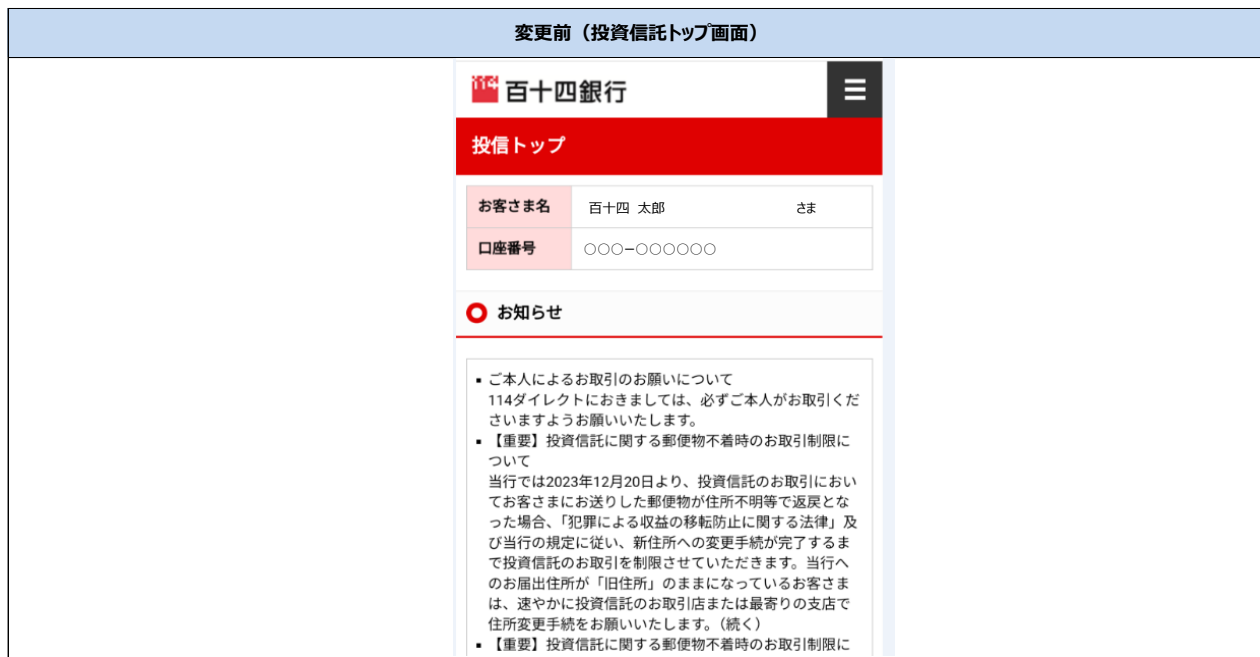 変更前（投資信託トップ画面）
114 百十四銀行
投信トップ
お客さま名 百十四 太郎 さま
口座番号 ○○○−○○○○○○
お知らせ
▪ ご本人によるお取引のお願いについて
114ダイレクトにおきましては、必ずご本人がお取引くだ
さいますようお願いいたします。
▪ 【重要】投資信託に関する郵便物不着時のお取引制限に
ついて
当行では2023年12月20日より、投資信託のお取引におい
てお客さまにお送りした郵便物が住所不明等で返戻とな
った場合、「犯罪による収益の移転防止に関する法律」及
び当行の規定に従い、新住所への変更手続が完了するま
で投資信託のお取引を制限させていただきます。当行へ
のお届出住所が「旧住所」のままになっているお客さま
は、速やかに投資信託のお取引店または最寄りの支店で
住所変更手続をお願いいたします。（続く）
▪ 【重要】投資信託に関する郵便物不着時のお取引制限に